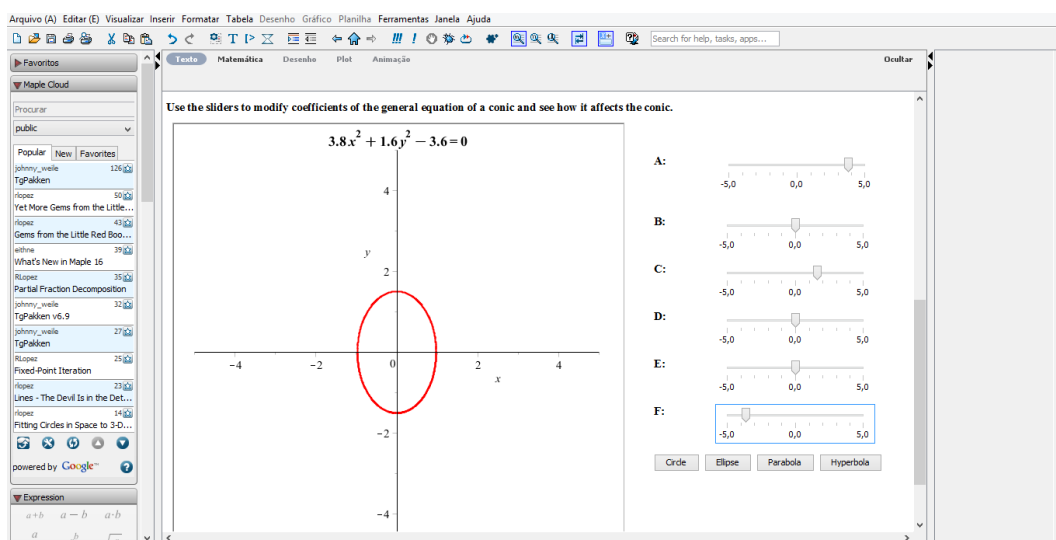 Arquivo (A) Editar (E) Visualizar Inserir Formatar Tabela Desenho Gráfico Planilha Ferramentas Janela Ajuda
Search for help, tasks, apps...
Favoritos
Maple Cloud
Procurar
public
Popular New Favorites
johnny_weile 126
TgPakken
rlopez 50
Yet More Gems from the Little...
rlopez 43
Gems from the Little Red Boo...
eithne 39
What's New in Maple 16
RLopez 35
Partial Fraction Decomposition
johnny_weile 32
TgPakken v6.9
johnny_weile 27
TgPakken
RLopez 25
Fixed-Point Iteration
rlopez 23
Lines - The Devil Is in the Det...
rlopez 14
Fitting Circles in Space to 3-D...
powered by Google™
Expression
a+b a-b a·b
a b
Texto Matemática Desenho Plot Animação Ocultar
Use the sliders to modify coefficients of the general equation of a conic and see how it affects the conic.
3.8x² + 1.6y² − 3.6=0
4
y
2
−4 −2 0 2 4
x
−2
−4
A:
-5,0 0,0 5,0
B:
-5,0 0,0 5,0
C:
-5,0 0,0 5,0
D:
-5,0 0,0 5,0
E:
-5,0 0,0 5,0
F:
-5,0 0,0 5,0
Circle Ellipse Parabola Hyperbola